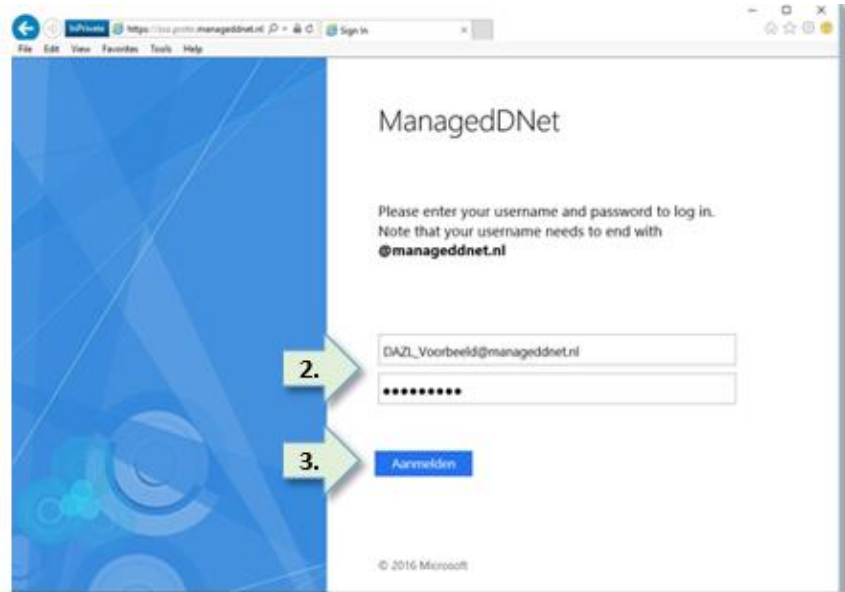 InPrivate https://sso.proto.manageddnet.nl Sign In
File Edit View Favorites Tools Help
ManagedDNet
Please enter your username and password to log in.
Note that your username needs to end with
@manageddnet.nl
2.
DAZL_Voorbeeld@manageddnet.nl
3.
Aanmelden
© 2016 Microsoft